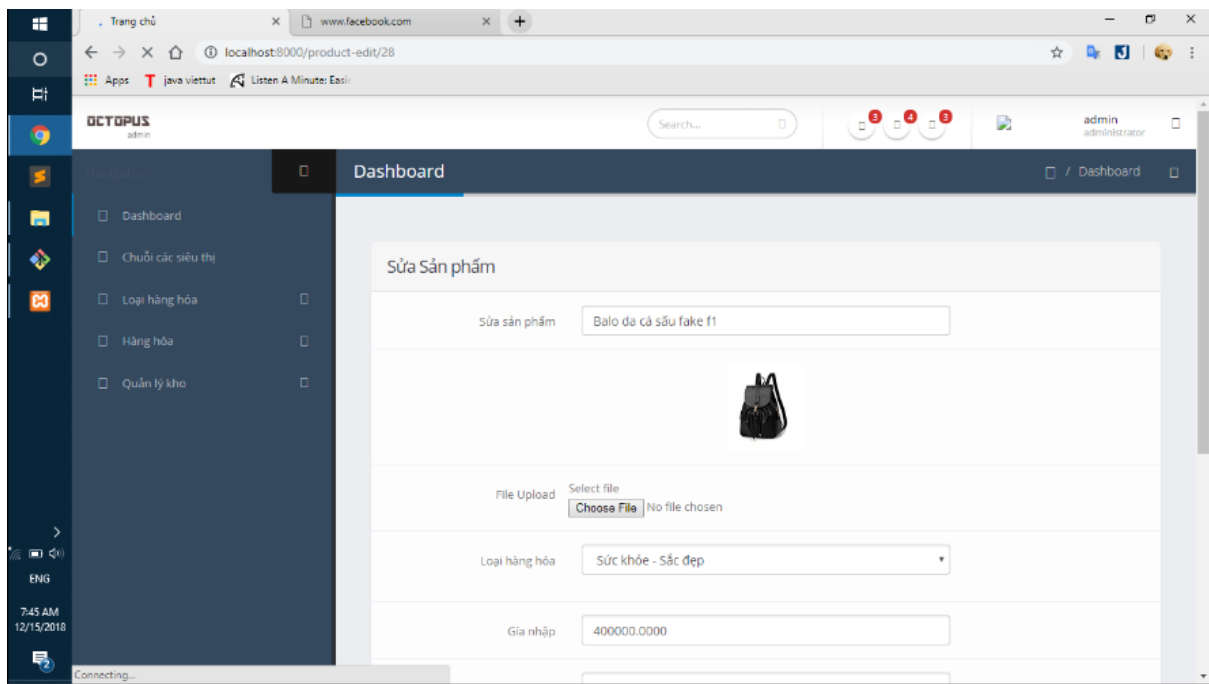 Trang chủ
www.facebook.com
localhost:8000/product-edit/28
Apps
java viettut
Listen A Minute: Easi
OCTOPUS
admin
Search...
3
4
3
admin
administrator
Navigation
Dashboard
/ Dashboard
Dashboard
Chuỗi các siêu thị
Loại hàng hóa
Hàng hóa
Quản lý kho
Sửa Sản phẩm
Sửa sản phẩm
Balo da cá sấu fake f1
File Upload
Select file
Choose File No file chosen
Loại hàng hóa
Sức khỏe - Sắc đẹp
Gía nhập
400000.0000
ENG
7:45 AM
12/15/2018
2
Connecting...